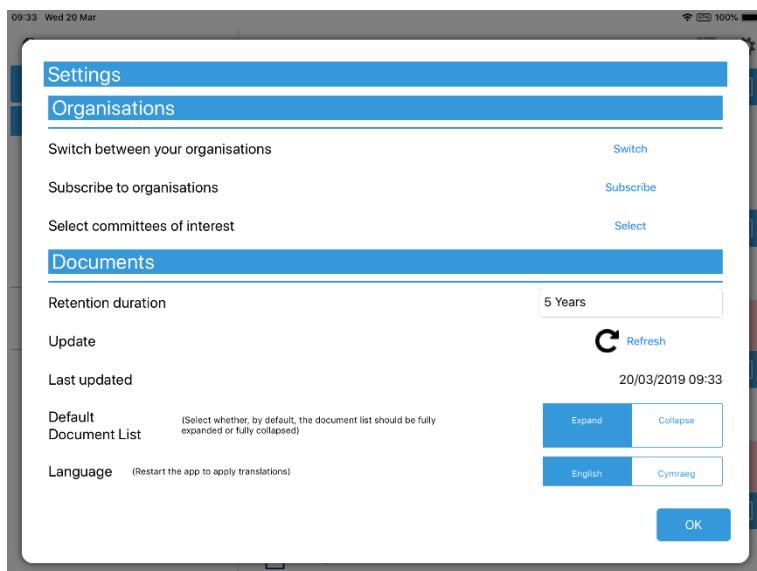 09:33 Wed 20 Mar
VPN 100%
Settings
Organisations
Switch between your organisations Switch
Subscribe to organisations Subscribe
Select committees of interest Select
Documents
Retention duration 5 Years
Update Refresh
Last updated 20/03/2019 09:33
Default
Document List
(Select whether, by default, the document list should be fully
expanded or fully collapsed)
Expand Collapse
Language (Restart the app to apply translations) English Cymraeg
OK